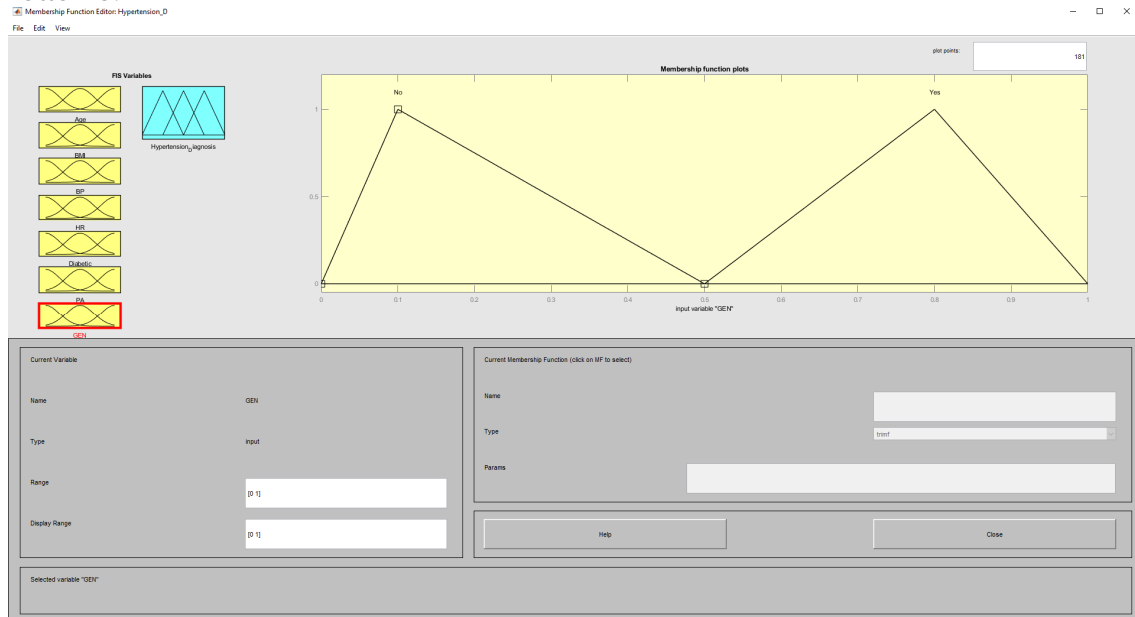 Membership Function Editor: Hypertension_D
File Edit View
plot points:
181
FIS Variables
Membership function plots
Age
BMI
BP
HR
Diabetic
PA
GEN
Hypertension_Diagnosis
No
Yes
1
0.5
0
0 0.1 0.2 0.3 0.4 0.5 0.6 0.7 0.8 0.9 1
input variable "GEN"
Current Variable
Name GEN
Type input
Range [0 1]
Display Range [0 1]
Current Membership Function (click on MF to select)
Name
Type trimf
Params
Help
Close
Selected variable "GEN"